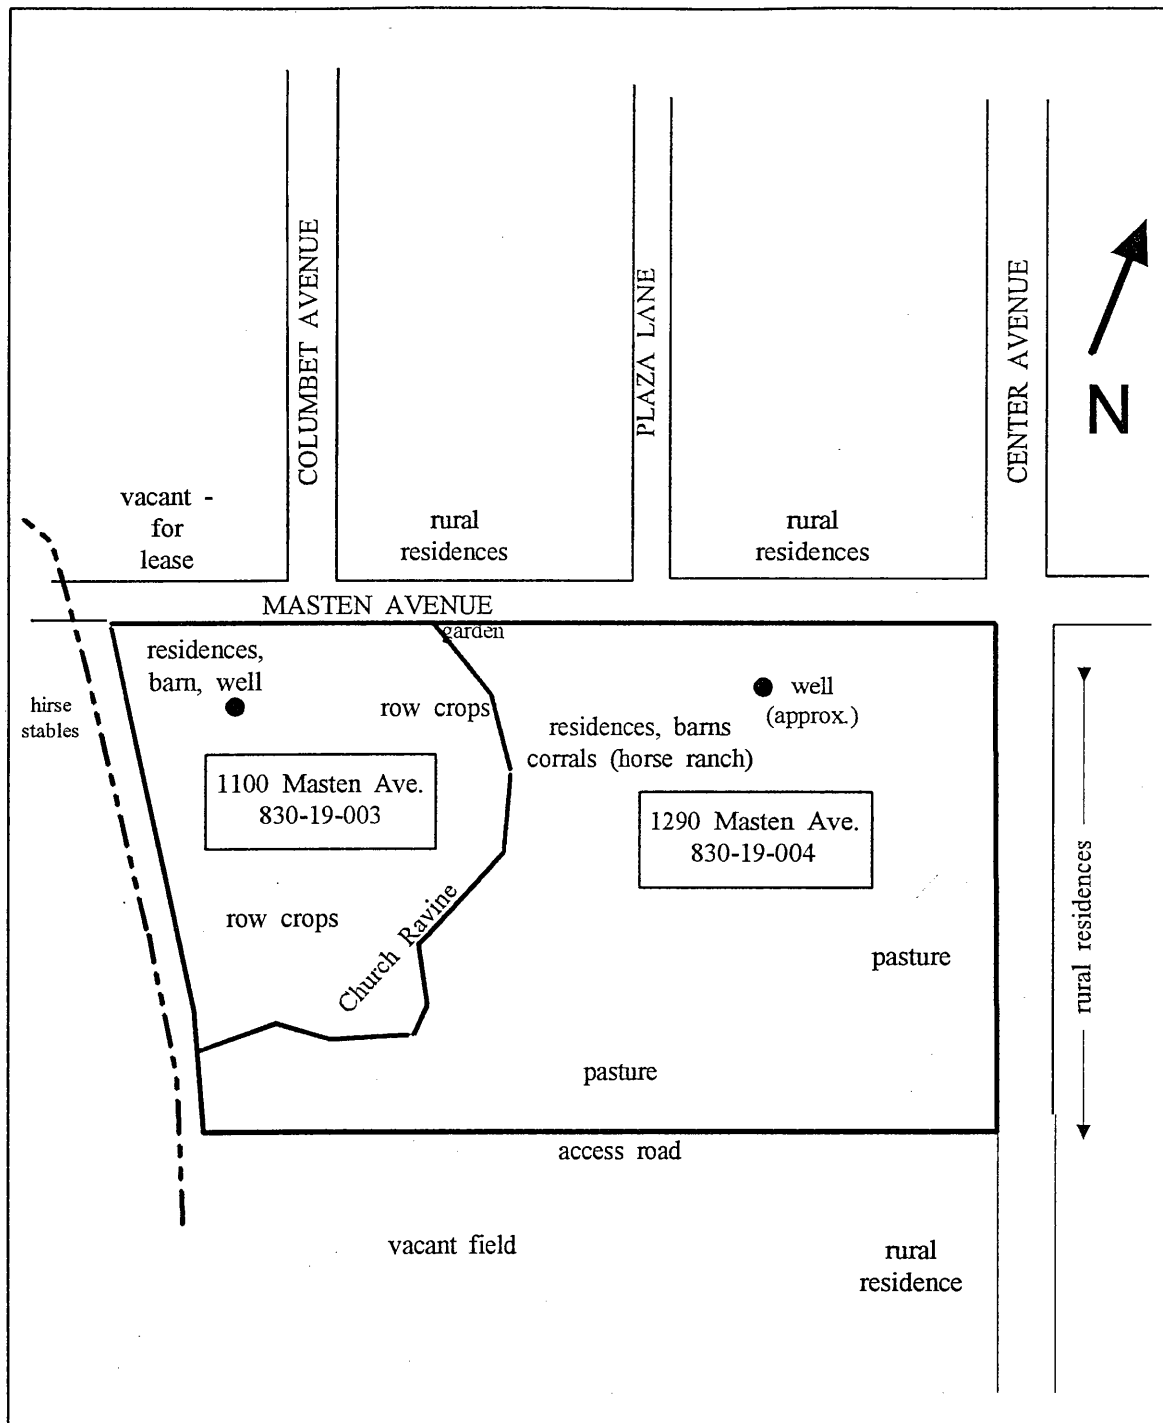 COLUMBET AVENUE
PLAZA LANE
CENTER AVENUE
N
vacant -
for
lease
rural
residences
rural
residences
MASTEN AVENUE
garden
residences,
barn, well
hirse
stables
row crops
well
(approx.)
residences, barns
corrals (horse ranch)
1100 Masten Ave.
830-19-003
1290 Masten Ave.
830-19-004
rural residences
row crops
Church Ravine
pasture
pasture
access road
vacant field
rural
residence